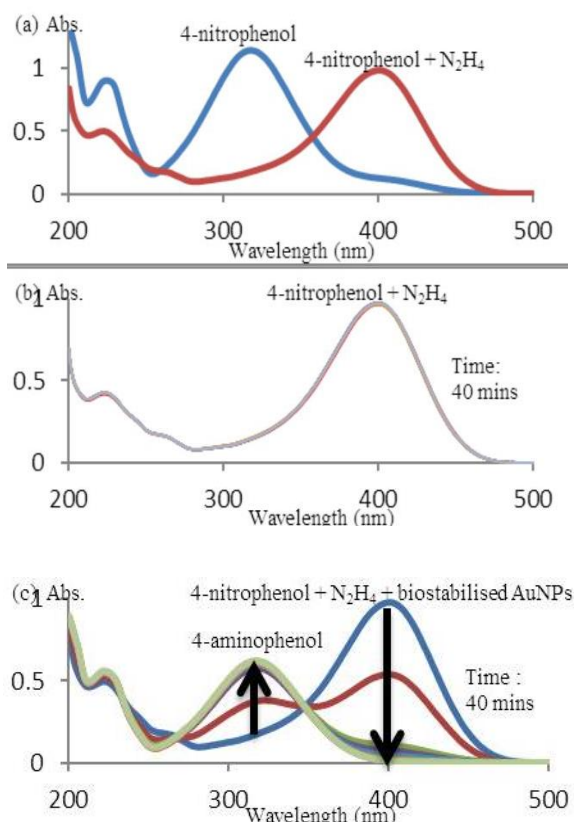 (a) Abs.
4-nitrophenol
4-nitrophenol + N₂H₄
1
0.5
0
200 300 400 500
Wavelength (nm)
(b) Abs.
4-nitrophenol + N₂H₄
1
Time:
40 mins
0.5
0
200 300 400 500
Wavelength (nm)
(c) Abs.
4-nitrophenol + N₂H₄ + biostabilised AuNPs
1
4-aminophenol
Time :
40 mins
0.5
0
200 300 400 500
Wavelength (nm)